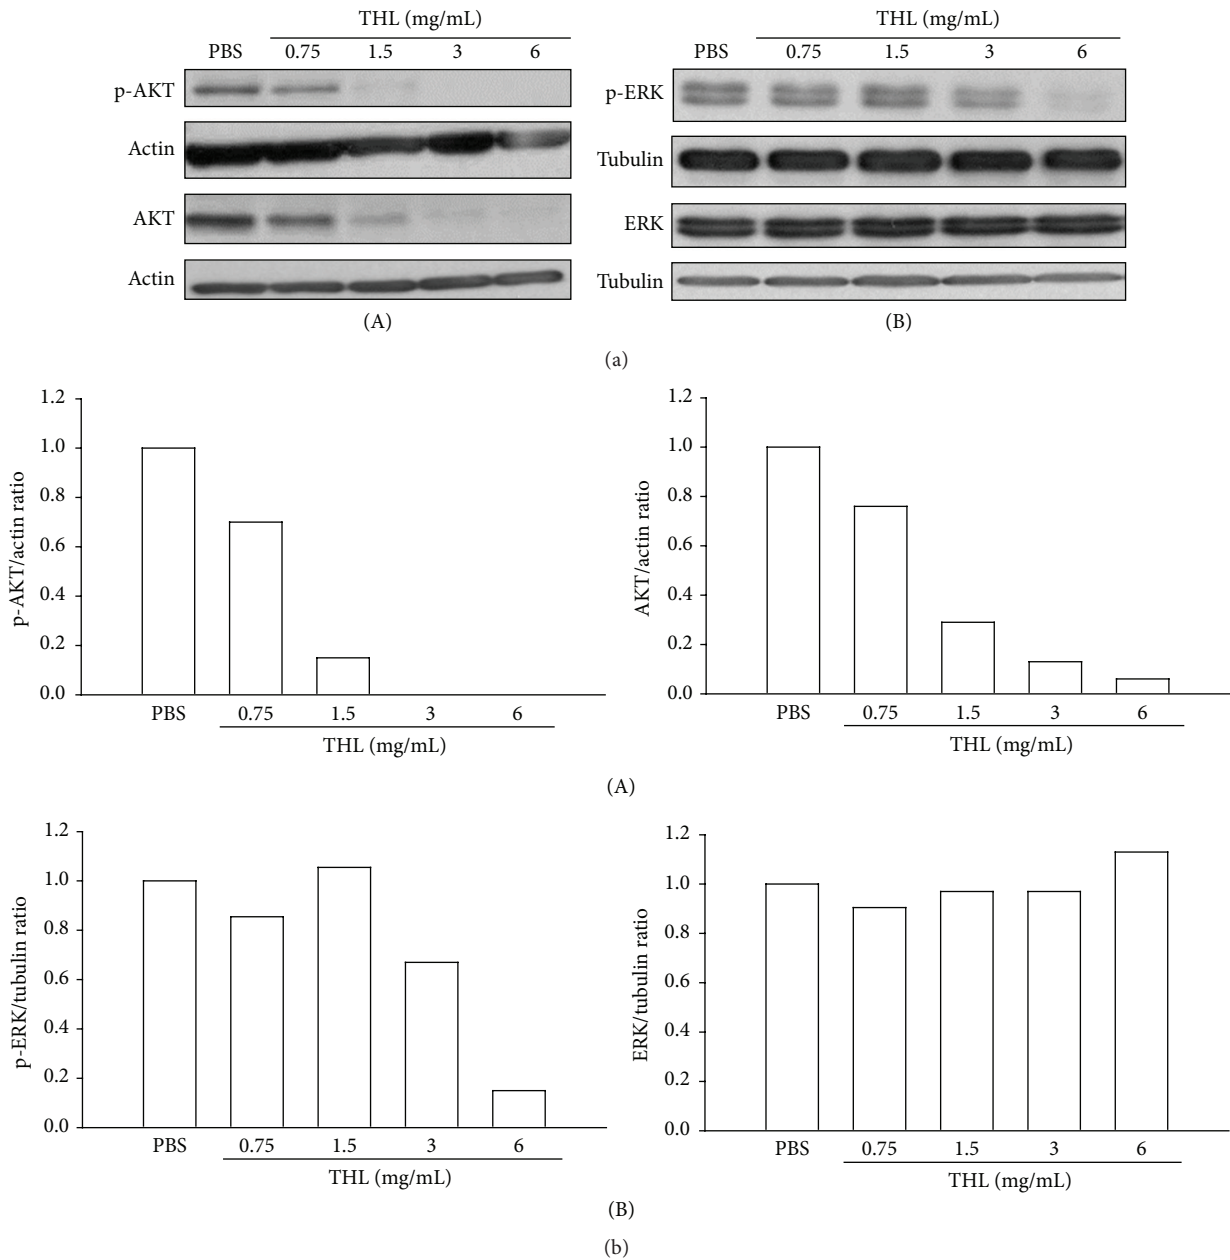 THL (mg/mL)
PBS 0.75 1.5 3 6
p-AKT
Actin
AKT
Actin
(A)
THL (mg/mL)
PBS 0.75 1.5 3 6
p-ERK
Tubulin
ERK
Tubulin
(B)
(a)
p-AKT/actin ratio
1.2
1.0
0.8
0.6
0.4
0.2
0.0
PBS 0.75 1.5 3 6
THL (mg/mL)
AKT/actin ratio
1.2
1.0
0.8
0.6
0.4
0.2
0.0
PBS 0.75 1.5 3 6
THL (mg/mL)
(A)
p-ERK/tubulin ratio
1.2
1.0
0.8
0.6
0.4
0.2
0.0
PBS 0.75 1.5 3 6
THL (mg/mL)
ERK/tubulin ratio
1.2
1.0
0.8
0.6
0.4
0.2
0.0
PBS 0.75 1.5 3 6
THL (mg/mL)
(B)
(b)